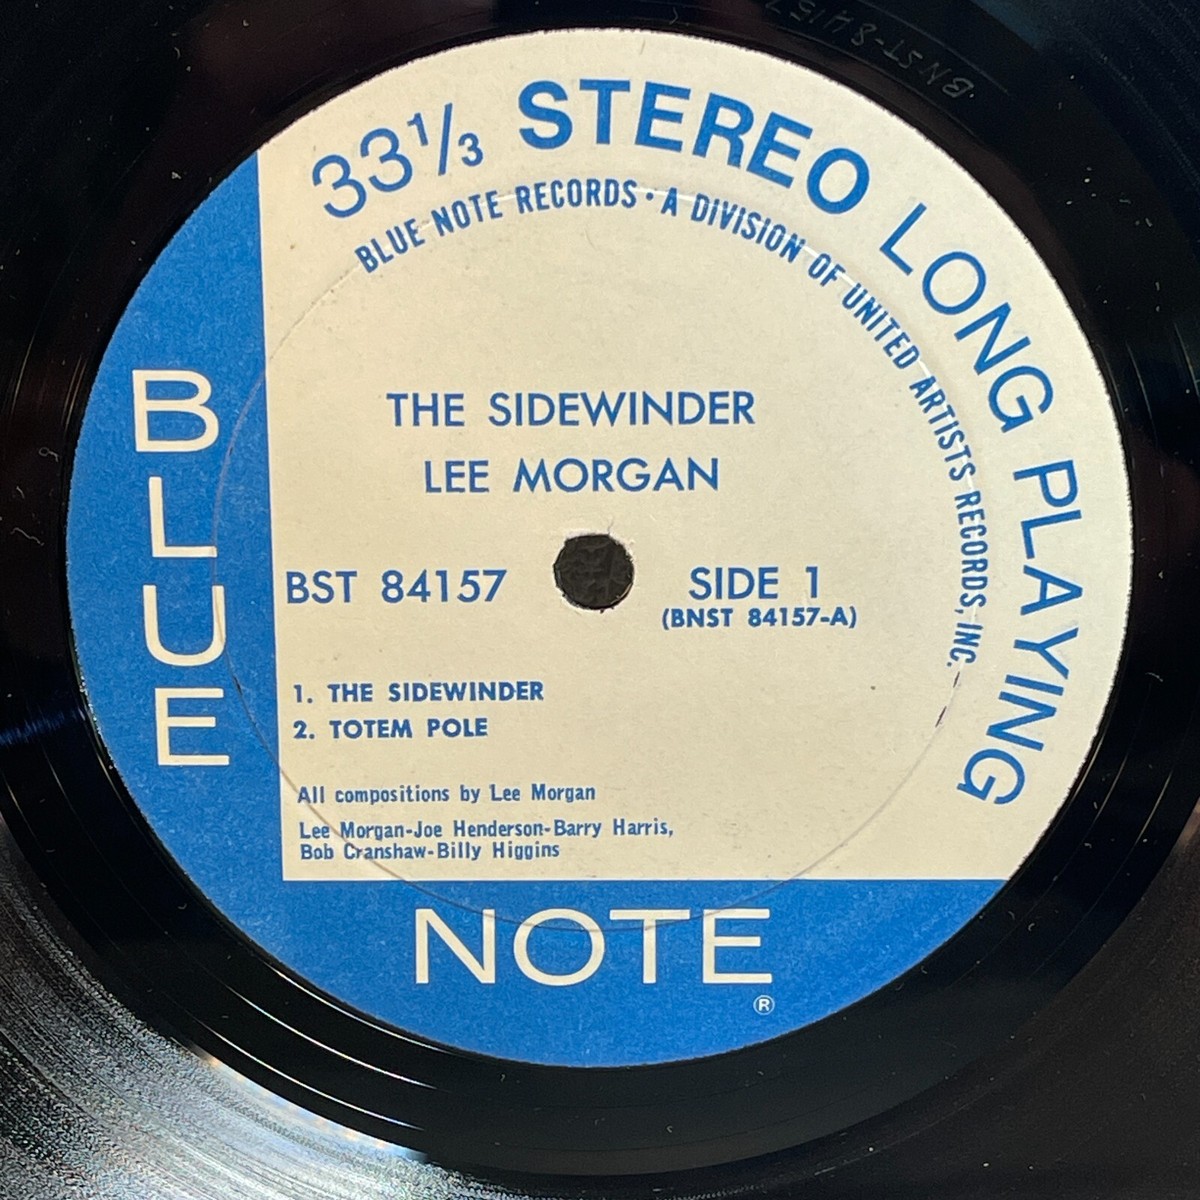 BNST-84157
33⅓ STEREO LONG PLAYING
BLUE NOTE RECORDS · A DIVISION OF UNITED ARTISTS RECORDS, INC.
THE SIDEWINDER
LEE MORGAN
BST 84157
SIDE 1
(BNST 84157-A)
1. THE SIDEWINDER
2. TOTEM POLE
All compositions by Lee Morgan
Lee Morgan-Joe Henderson-Barry Harris,
Bob Cranshaw-Billy Higgins
BLUE
NOTE
®